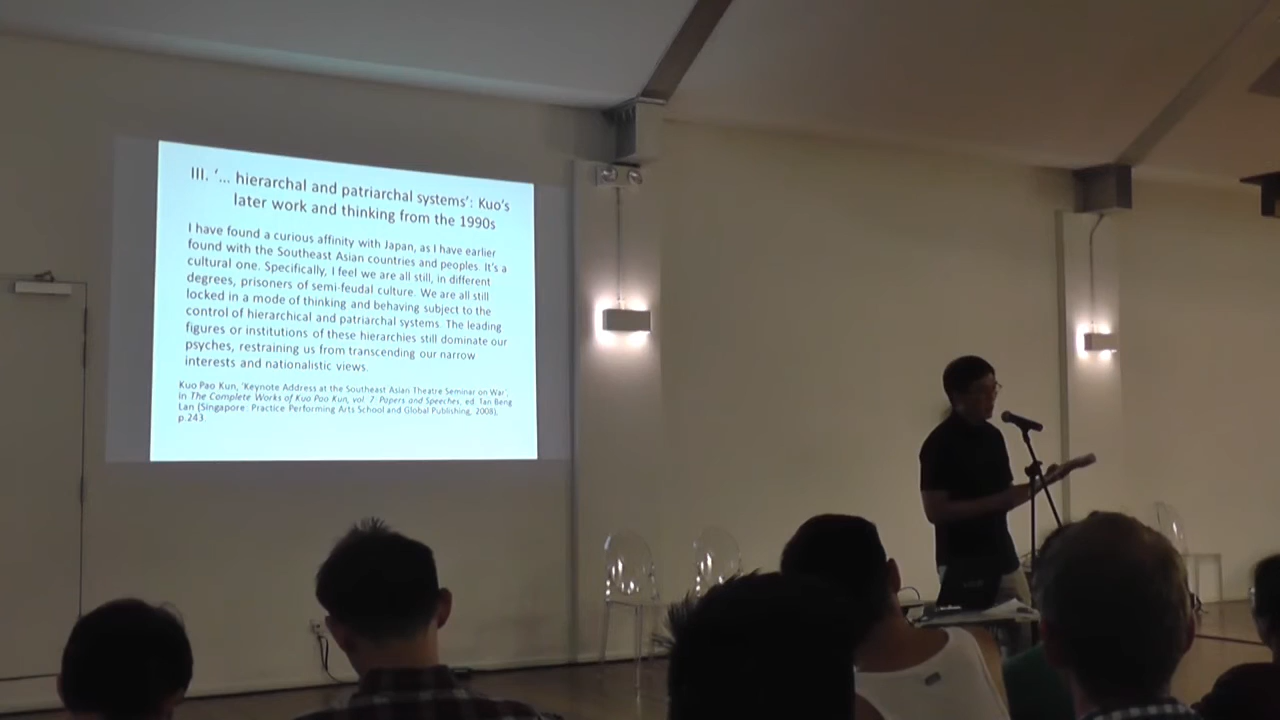 III. ‘... hierarchal and patriarchal systems’: Kuo’s
later work and thinking from the 1990s
I have found a curious affinity with Japan, as I have earlier
found with the Southeast Asian countries and peoples. It’s a
cultural one. Specifically, I feel we are all still, in different
degrees, prisoners of semi-feudal culture. We are all still
locked in a mode of thinking and behaving subject to the
control of hierarchical and patriarchal systems. The leading
figures or institutions of these hierarchies still dominate our
psyches, restraining us from transcending our narrow
interests and nationalistic views.
Kuo Pao Kun, ‘Keynote Address at the Southeast Asian Theatre Seminar on War’,
in The Complete Works of Kuo Pao Kun, vol. 7: Papers and Speeches, ed. Tan Beng
Lan (Singapore: Practice Performing Arts School and Global Publishing, 2008),
p.243.